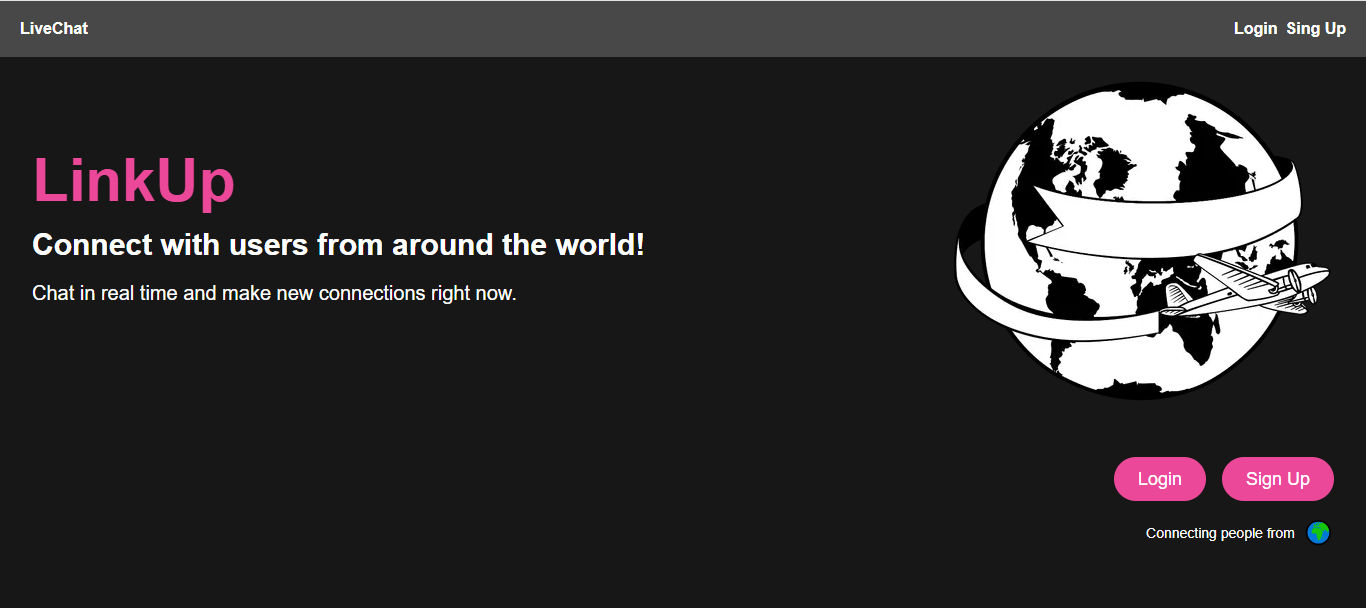 LiveChat
Login Sing Up
LinkUp
Connect with users from around the world!
Chat in real time and make new connections right now.
Login
Sign Up
Connecting people from